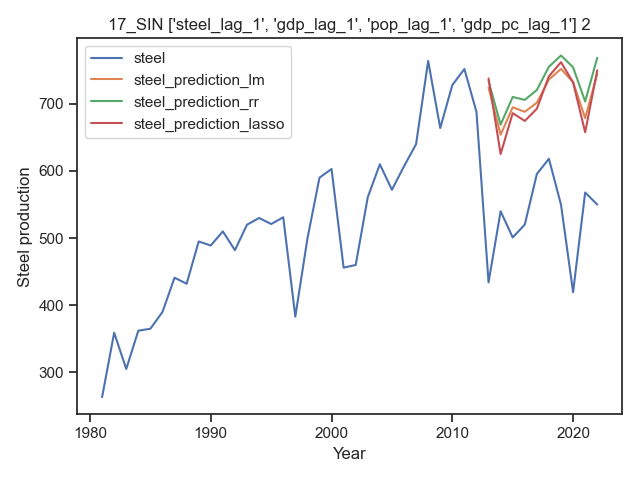 17_SIN ['steel_lag_1', 'gdp_lag_1', 'pop_lag_1', 'gdp_pc_lag_1'] 2
steel
steel_prediction_lm
steel_prediction_rr
steel_prediction_lasso
Steel production
700
600
500
400
300
1980
1990
2000
2010
2020
Year